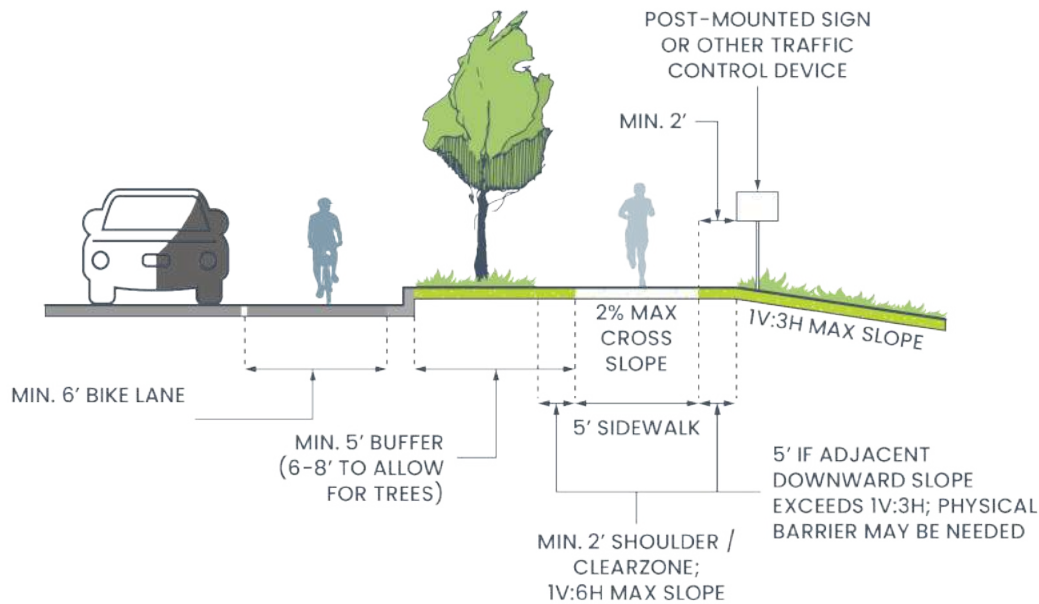 POST-MOUNTED SIGN
OR OTHER TRAFFIC
CONTROL DEVICE
MIN. 2'
2% MAX
CROSS
SLOPE
1V:3H MAX SLOPE
MIN. 6' BIKE LANE
MIN. 5' BUFFER
(6-8' TO ALLOW
FOR TREES)
5' SIDEWALK
MIN. 2' SHOULDER /
CLEARZONE;
1V:6H MAX SLOPE
5' IF ADJACENT
DOWNWARD SLOPE
EXCEEDS 1V:3H; PHYSICAL
BARRIER MAY BE NEEDED